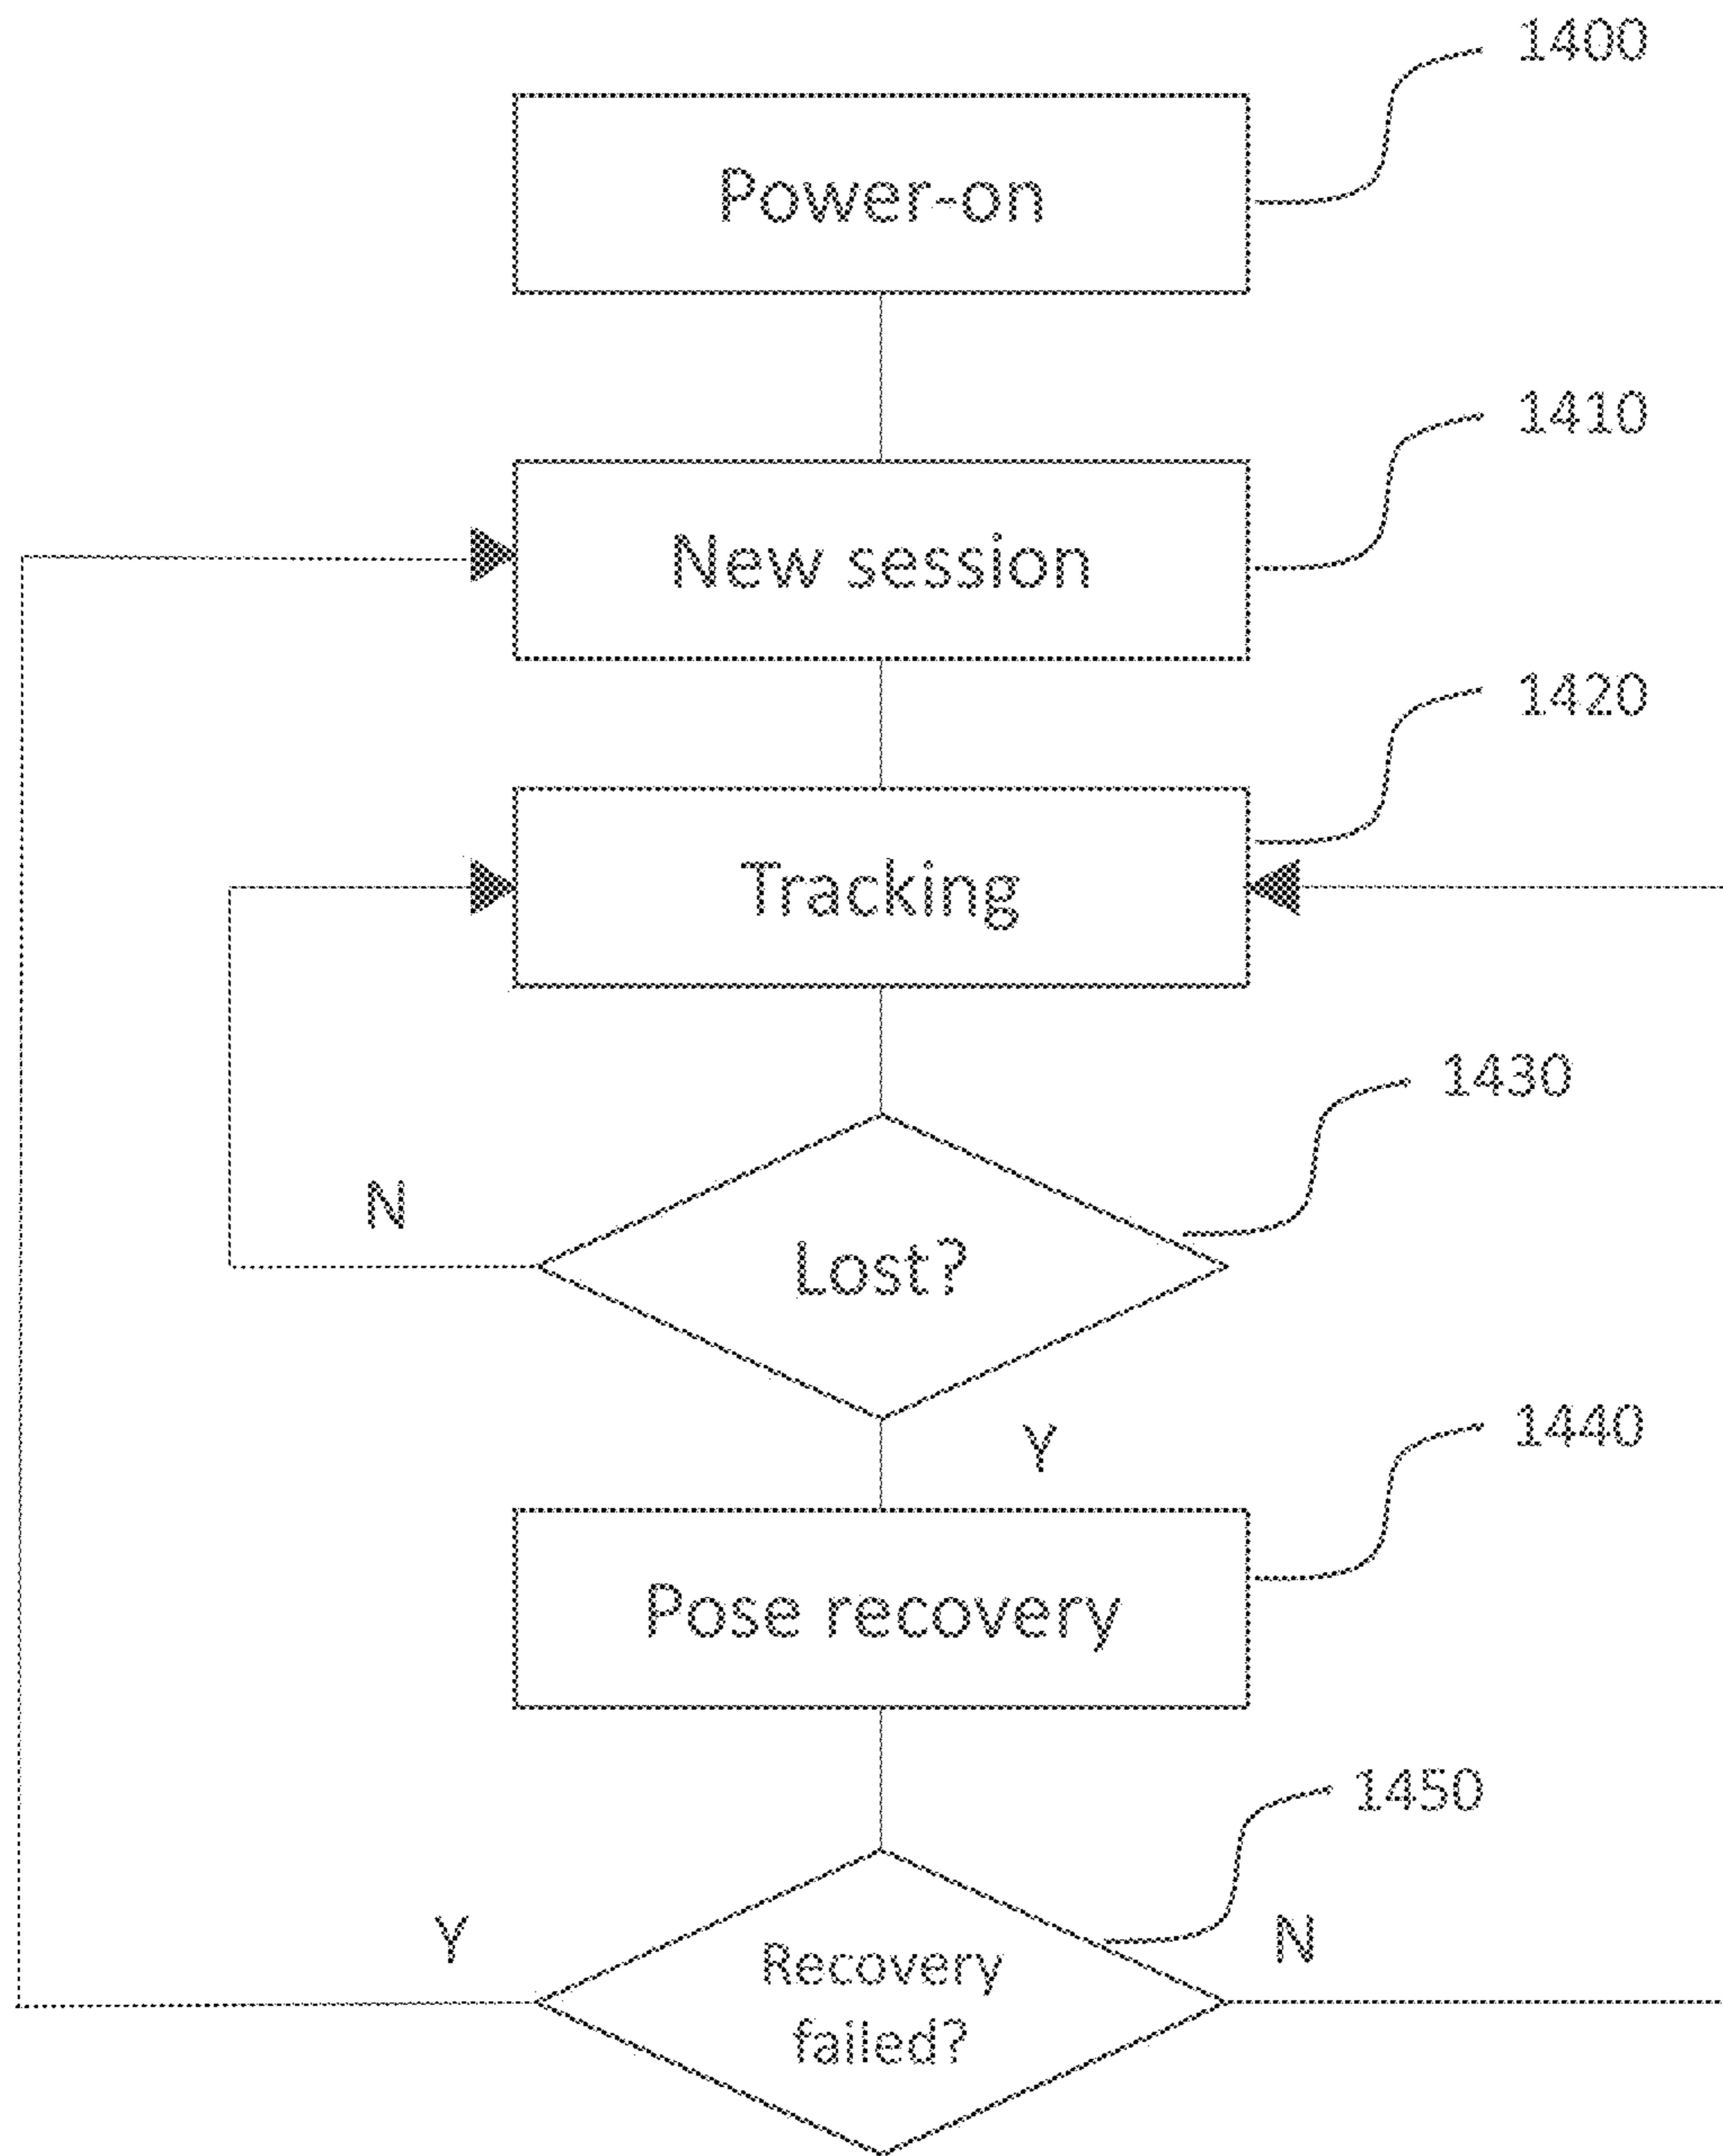 1400
Power-on
1410
New session
1420
Tracking
1430
N
Lost?
Y
1440
Pose recovery
1450
Y
N
Recovery
failed?